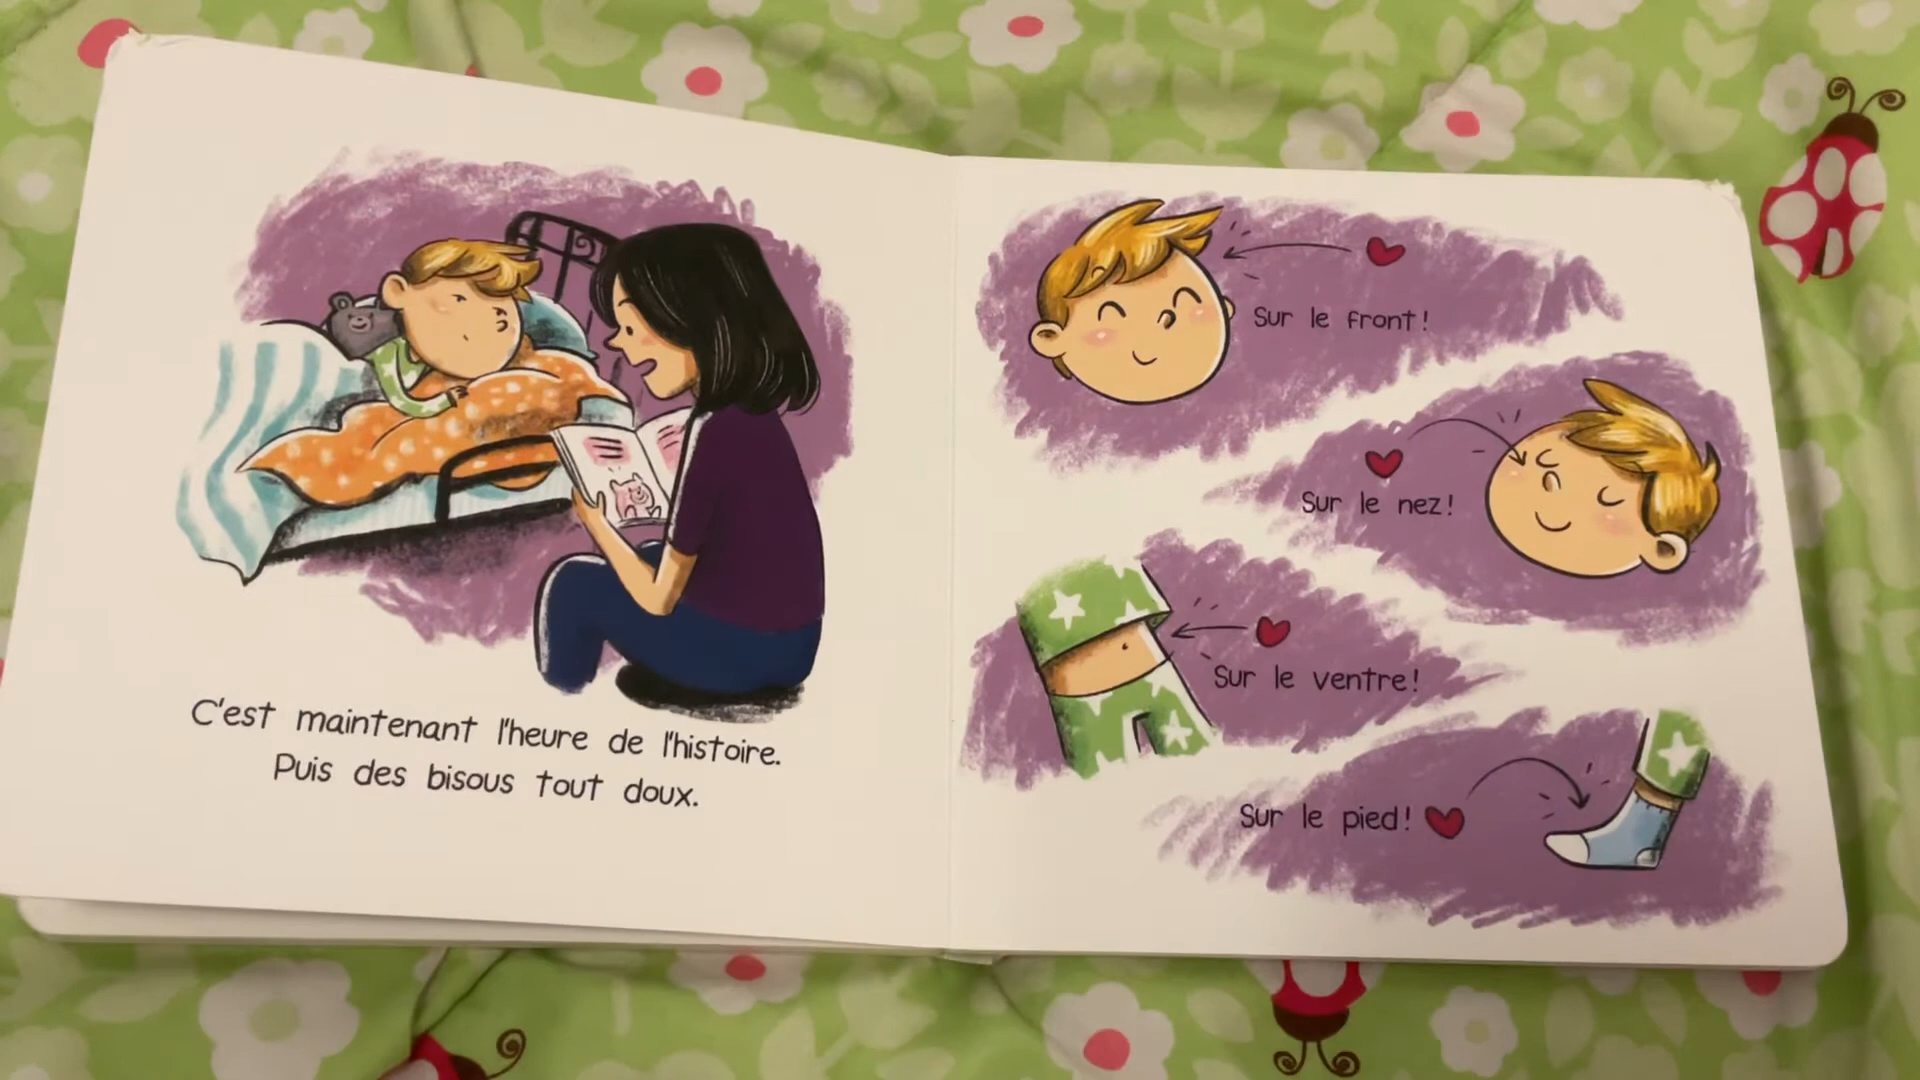 C'est maintenant l'heure de l'histoire.
Puis des bisous tout doux.
Sur le front!
Sur le nez!
Sur le ventre!
Sur le pied!